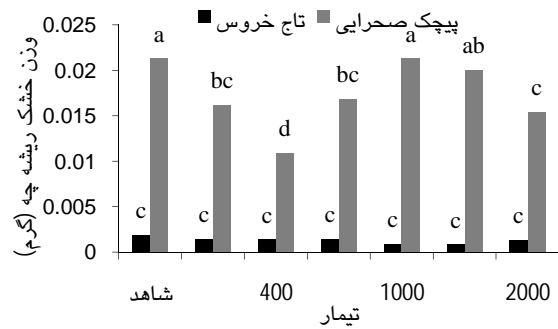 تاج خروس پیچک صحرایی
وزن خشک ریشه چه (گرم)
0.025
0.02
0.015
0.01
0.005
0
c a
c bc
c d
c bc
c a
c ab
c c
شاهد 400 1000 2000
تیمار